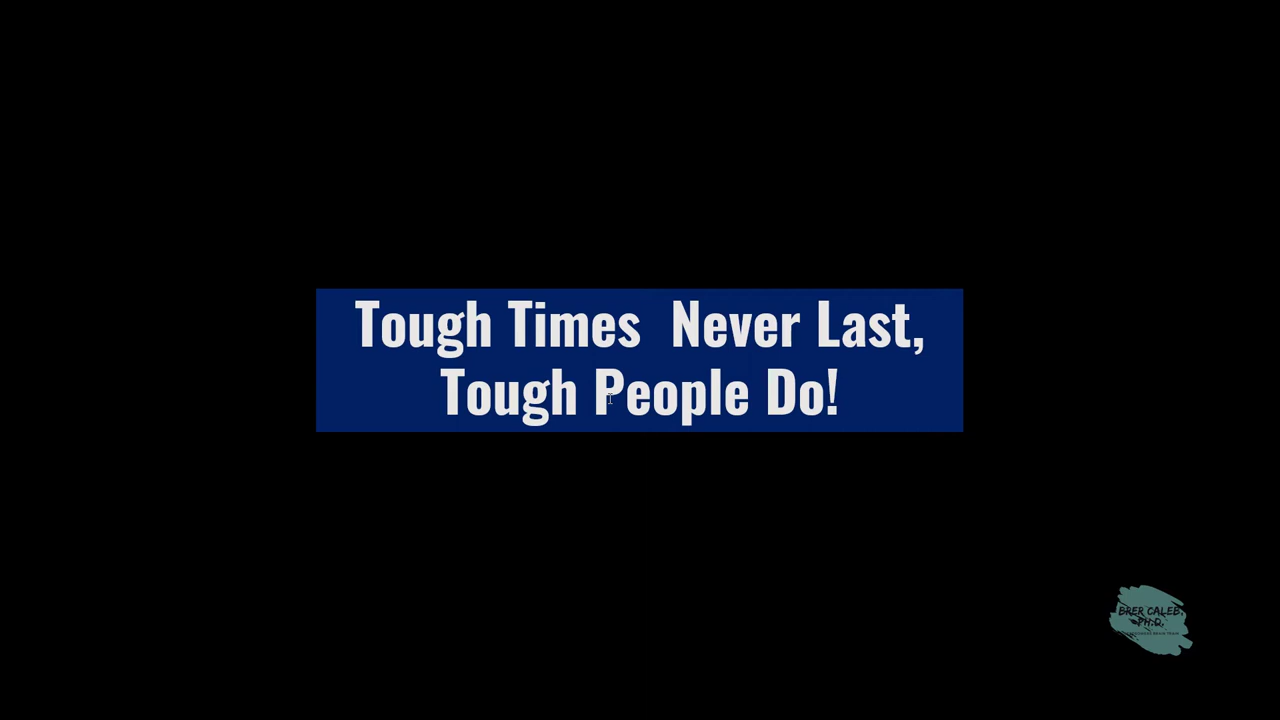 Tough Times  Never Last,
Tough People Do!
BRER CALEB,
PH.D.